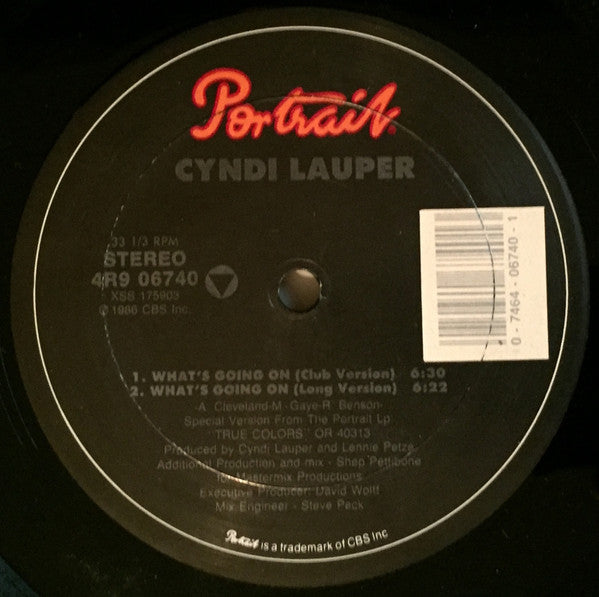 Portrait
CYNDI LAUPER
33 1/3 RPM
STEREO
4R9 06740
XSS 175903
℗ 1986 CBS Inc.
0 - 7464 - 06740 - 1
1. WHAT'S GOING ON (Club Version) 6:30
2. WHAT'S GOING ON (Long Version) 6:22
-A. Cleveland-M. Gaye-R. Benson-
Special Version From The Portrait Lp
"TRUE COLORS" OR 40313
Produced by Cyndi Lauper and Lennie Petze
Additional Production and mix - Shep Pettibone
for Mastermix Productions
Executive Producer: David Wolff
Mix Engineer - Steve Peck
Portrait is a trademark of CBS Inc